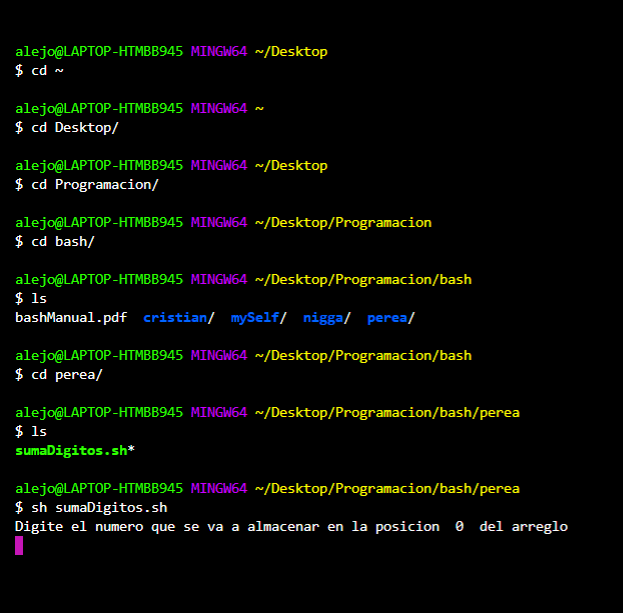 alejo@LAPTOP-HTMBB945 MINGW64 ~/Desktop
$ cd ~
alejo@LAPTOP-HTMBB945 MINGW64 ~
$ cd Desktop/
alejo@LAPTOP-HTMBB945 MINGW64 ~/Desktop
$ cd Programacion/
alejo@LAPTOP-HTMBB945 MINGW64 ~/Desktop/Programacion
$ cd bash/
alejo@LAPTOP-HTMBB945 MINGW64 ~/Desktop/Programacion/bash
$ ls
bashManual.pdf  cristian/  mySelf/  nigga/  perea/
alejo@LAPTOP-HTMBB945 MINGW64 ~/Desktop/Programacion/bash
$ cd perea/
alejo@LAPTOP-HTMBB945 MINGW64 ~/Desktop/Programacion/bash/perea
$ ls
sumaDigitos.sh*
alejo@LAPTOP-HTMBB945 MINGW64 ~/Desktop/Programacion/bash/perea
$ sh sumaDigitos.sh
Digite el numero que se va a almacenar en la posicion  0  del arreglo